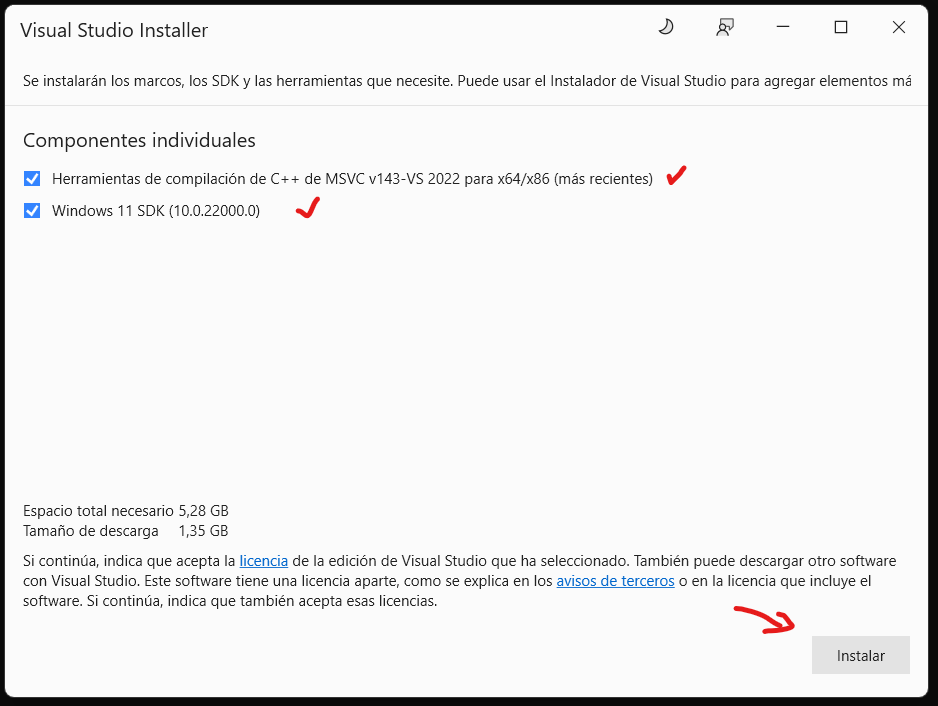 Visual Studio Installer
Se instalarán los marcos, los SDK y las herramientas que necesite. Puede usar el Instalador de Visual Studio para agregar elementos má
Componentes individuales
Herramientas de compilación de C++ de MSVC v143-VS 2022 para x64/x86 (más recientes)
Windows 11 SDK (10.0.22000.0)
Espacio total necesario 5,28 GB
Tamaño de descarga 1,35 GB
Si continúa, indica que acepta la licencia de la edición de Visual Studio que ha seleccionado. También puede descargar otro software
con Visual Studio. Este software tiene una licencia aparte, como se explica en los avisos de terceros o en la licencia que incluye el
software. Si continúa, indica que también acepta esas licencias.
Instalar